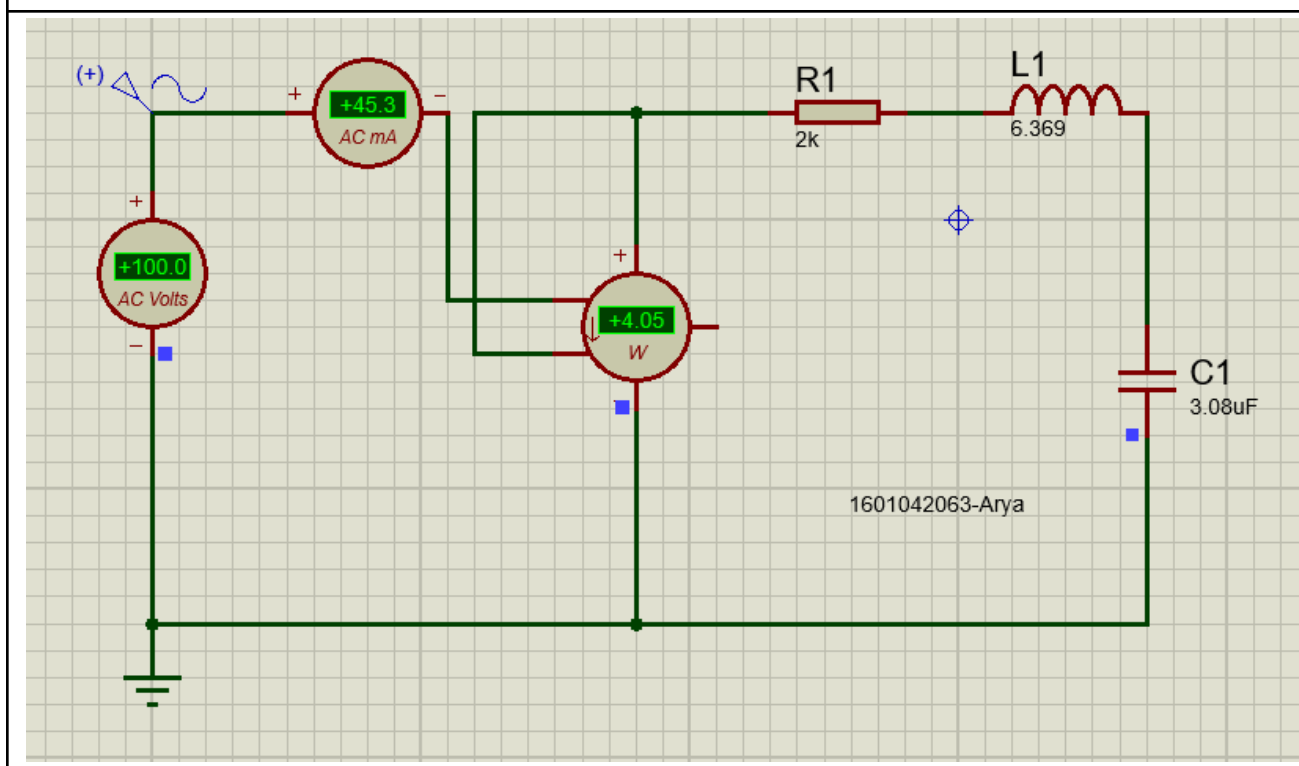 (+)
+
+45.3
AC mA
−
R1
2k
L1
6.369
+
+100.0
AC Volts
−
+
+4.05
W
C1
3.08uF
1601042063-Arya